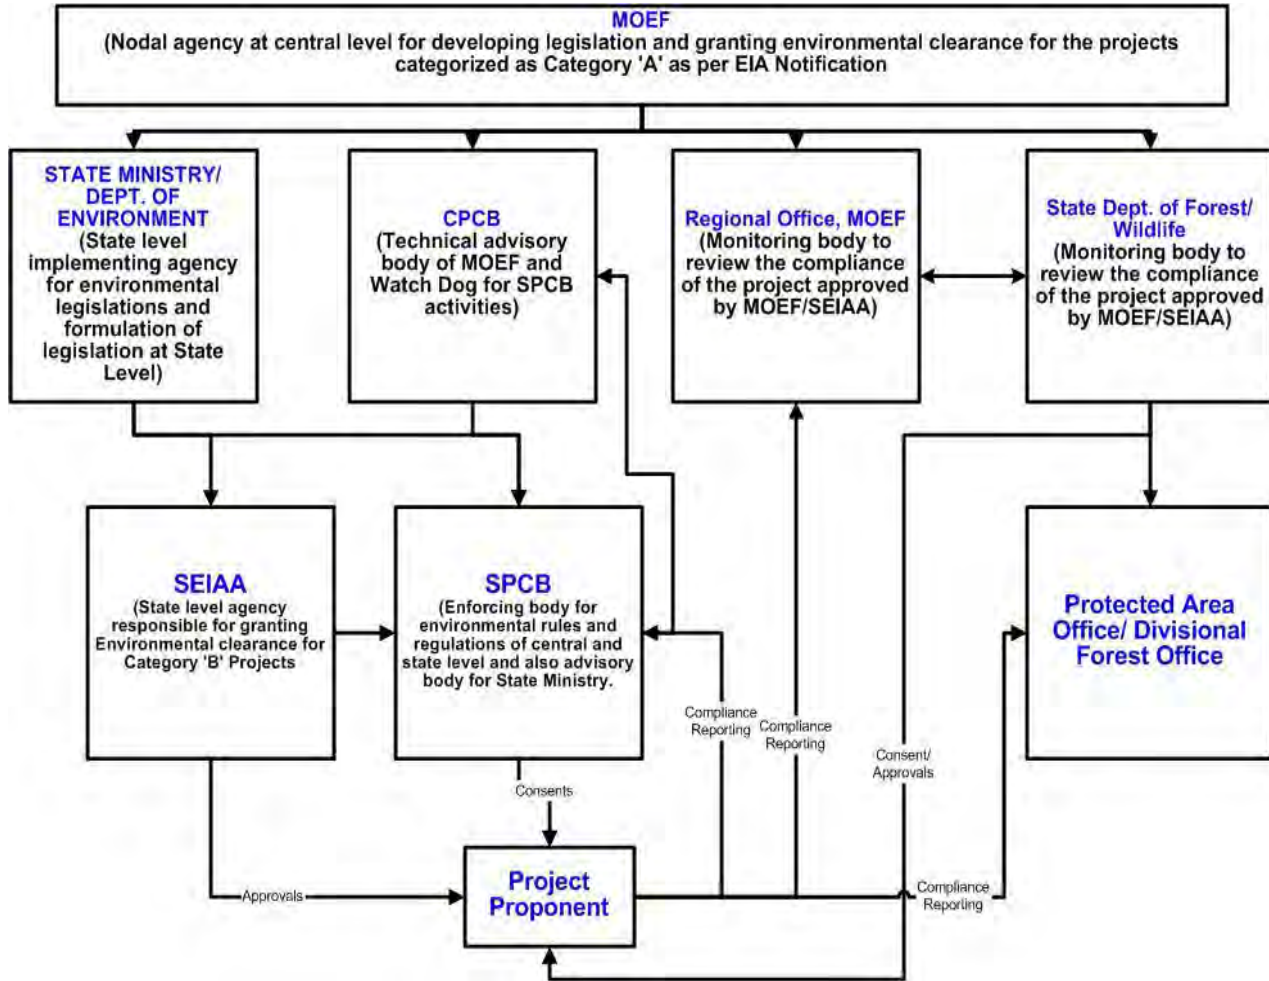 MOEF
(Nodal agency at central level for developing legislation and granting environmental clearance for the projects
categorized as Category 'A' as per EIA Notification
STATE MINISTRY/
DEPT. OF
ENVIRONMENT
(State level
implementing agency
for environmental
legislations and
formulation of
legislation at State
Level)
CPCB
(Technical advisory
body of MOEF and
Watch Dog for SPCB
activities)
Regional Office, MOEF
(Monitoring body to
review the compliance
of the project approved
by MOEF/SEIAA)
State Dept. of Forest/
Wildlife
(Monitoring body to
review the compliance
of the project approved
by MOEF/SEIAA)
SEIAA
(State level agency
responsible for granting
Environmental clearance for
Category 'B' Projects
SPCB
(Enforcing body for
environmental rules and
regulations of central and
state level and also advisory
body for State Ministry.
Protected Area
Office/ Divisional
Forest Office
Compliance
Reporting
Compliance
Reporting
Consent/
Approvals
Consents
Approvals
Project
Proponent
Compliance
Reporting